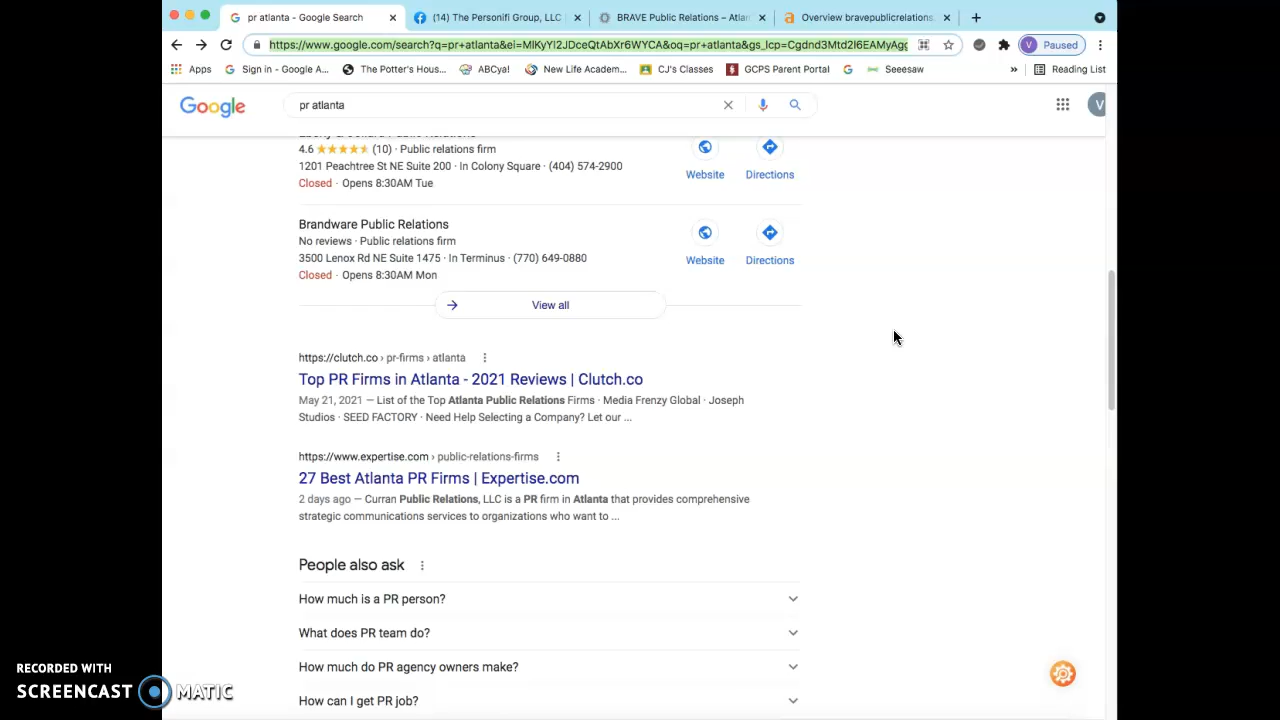 pr atlanta - Google Search
(14) The Personifi Group, LLC
BRAVE Public Relations – Atlan
Overview bravepublicrelations.
https://www.google.com/search?q=pr+atlanta&ei=MlKyYI2JDceQtAbXr6WYCA&oq=pr+atlanta&gs_lcp=Cgdnd3Mtd2l6EAMyAgg
Paused
Apps
Sign in - Google A...
The Potter's Hous...
ABCya!
New Life Academ...
CJ's Classes
GCPS Parent Portal
Seeesaw
»
Reading List
Google
pr atlanta
V
4.6 (10) · Public relations firm
1201 Peachtree St NE Suite 200 · In Colony Square · (404) 574-2900
Closed · Opens 8:30AM Tue
Website
Directions
Brandware Public Relations
No reviews · Public relations firm
3500 Lenox Rd NE Suite 1475 · In Terminus · (770) 649-0880
Closed · Opens 8:30AM Mon
Website
Directions
View all
https://clutch.co › pr-firms › atlanta
Top PR Firms in Atlanta - 2021 Reviews | Clutch.co
May 21, 2021 — List of the Top Atlanta Public Relations Firms · Media Frenzy Global · Joseph
Studios · SEED FACTORY · Need Help Selecting a Company? Let our ...
https://www.expertise.com › public-relations-firms
27 Best Atlanta PR Firms | Expertise.com
2 days ago — Curran Public Relations, LLC is a PR firm in Atlanta that provides comprehensive
strategic communications services to organizations who want to ...
People also ask
How much is a PR person?
What does PR team do?
How much do PR agency owners make?
How can I get PR job?
RECORDED WITH
SCREENCAST MATIC